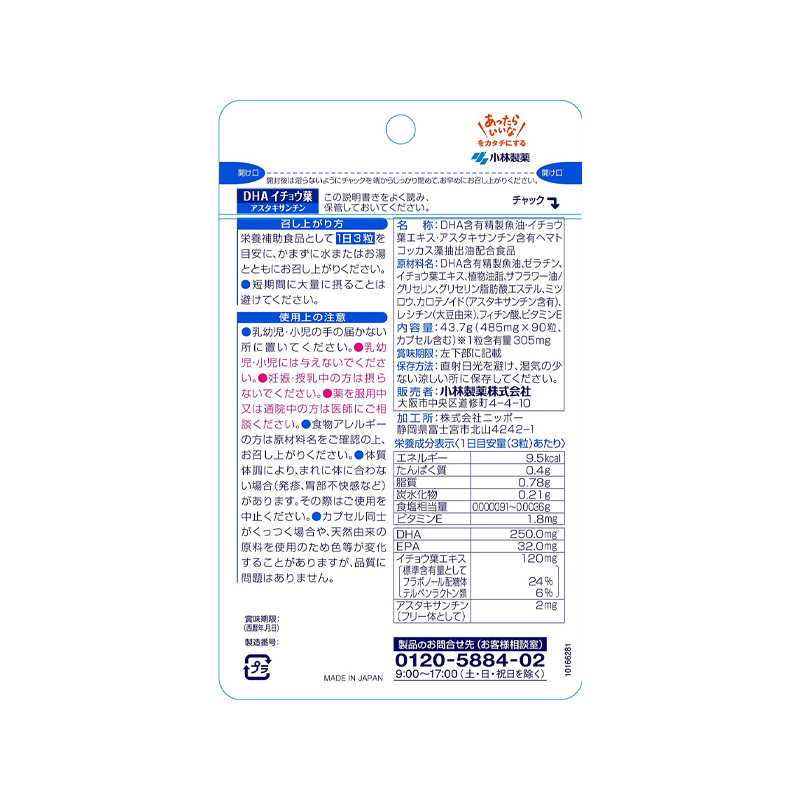 あったら
いいな
をカタチにする
小林製薬
開け口
開け口
開封後は湿らないようにチャックを端からしっかり閉めて、お早めにお召し上がりください。
チャック
DHA イチョウ葉
アスタキサンチン
この説明書きをよく読み、
保管しておいてください。
召し上がり方
栄養補助食品として1日3粒を
目安に、かまずに水またはお湯
とともにお召し上がりください。
●短期間に大量に摂ることは
避けてください。
使用上の注意
●乳幼児・小児の手の届かない
所に置いてください。●乳幼
児・小児には与えないでくださ
い。●妊娠・授乳中の方は摂ら
ないでください。●薬を服用中
又は通院中の方は医師にご相
談ください。●食物アレルギー
の方は原材料名をご確認の上、
お召し上がりください。●体質
体調により、まれに体に合わな
い場合(発疹、胃部不快感など)
があります。その際はご使用を
中止ください。●カプセル同士
がくっつく場合や、天然由来の
原料を使用のため色等が変化
することがありますが、品質に
問題はありません。
賞味期限:
(西暦年月日)
製造番号:
プラ
MADE IN JAPAN
名 称:DHA含有精製魚油・イチョウ
葉エキス・アスタキサンチン含有ヘマト
コッカス藻抽出油配合食品
原材料名:DHA含有精製魚油、ゼラチン、
イチョウ葉エキス、植物油脂、サフラワー油/
グリセリン、グリセリン脂肪酸エステル、ミツ
ロウ、カロテノイド(アスタキサンチン含有)、
レシチン(大豆由来)、フィチン酸、ビタミンE
内容量:43.7g(485mg×90粒、
カプセル含む)※1粒含有量305mg
賞味期限:左下部に記載
保存方法:直射日光を避け、湿気の少
ない涼しい所に保存してください。
販売者:小林製薬株式会社
大阪市中央区道修町4-4-10
加工所:株式会社ニッポー
静岡県富士宮市北山4242-1
栄養成分表示〈1日目安量(3粒)あたり〉
エネルギー 9.5kcal
たんぱく質 0.4g
脂質 0.78g
炭水化物 0.21g
食塩相当量 0.000091〜0.0036g
ビタミンE 1.8mg
DHA 250.0mg
EPA 32.0mg
イチョウ葉エキス 120mg
標準含有量として
フラボノール配糖体 24%
テルペンラクトン類 6%
アスタキサンチン 2mg
(フリー体として)
製品のお問合せ先(お客様相談室)
0120-5884-02
9:00〜17:00(土・日・祝日を除く)
10166281